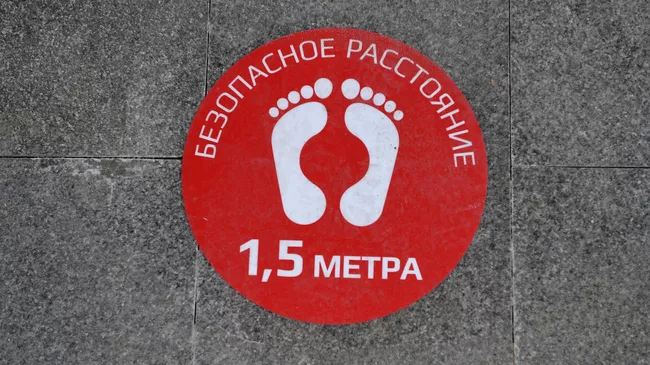 БЕЗОПАСНОЕ РАССТОЯНИЕ
1,5 МЕТРА